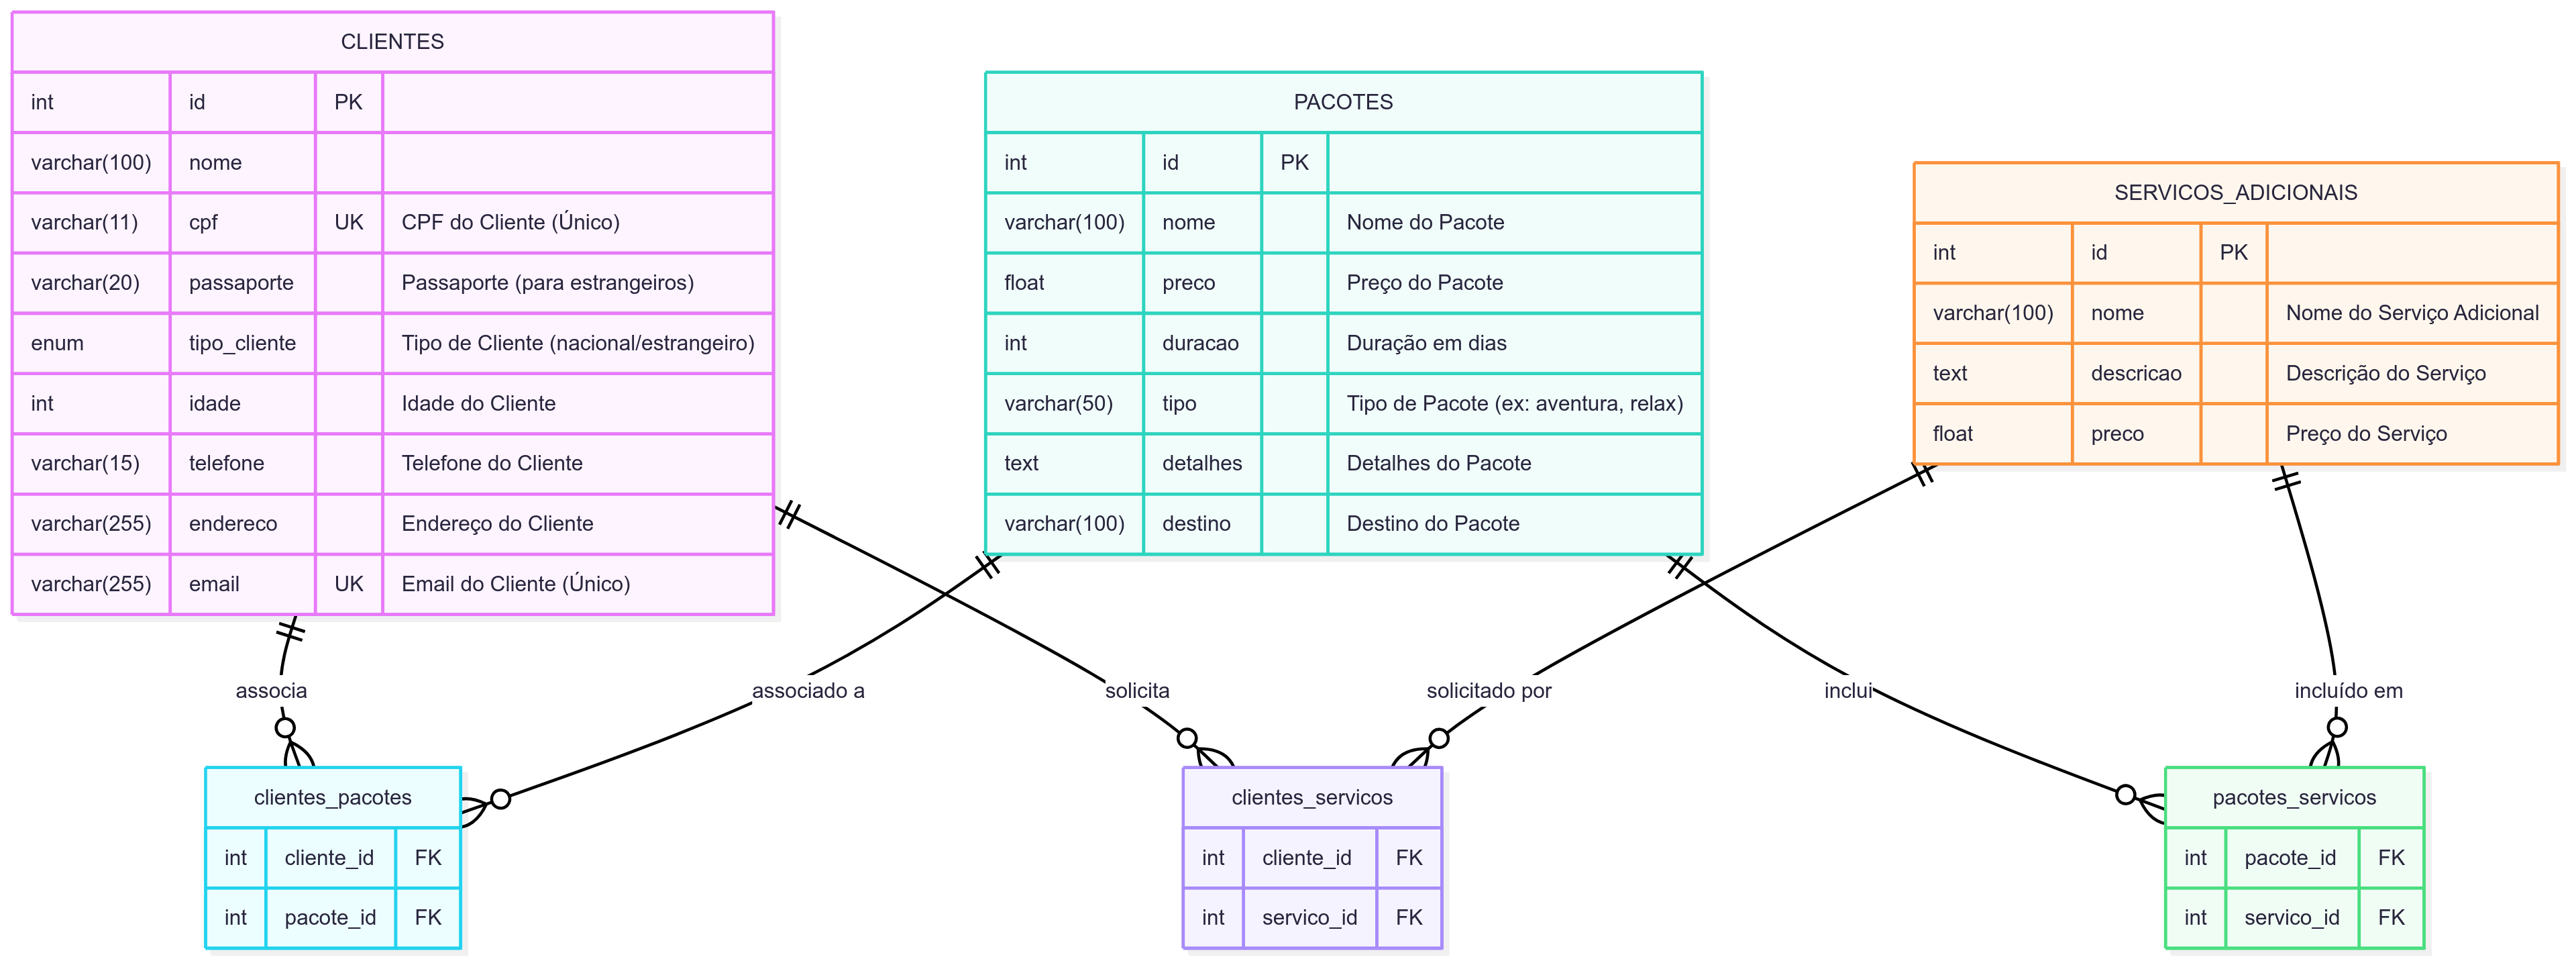 CLIENTES
int id PK
varchar(100) nome
varchar(11) cpf UK CPF do Cliente (Único)
varchar(20) passaporte Passaporte (para estrangeiros)
enum tipo_cliente Tipo de Cliente (nacional/estrangeiro)
int idade Idade do Cliente
varchar(15) telefone Telefone do Cliente
varchar(255) endereco Endereço do Cliente
varchar(255) email UK Email do Cliente (Único)
PACOTES
int id PK
varchar(100) nome Nome do Pacote
float preco Preço do Pacote
int duracao Duração em dias
varchar(50) tipo Tipo de Pacote (ex: aventura, relax)
text detalhes Detalhes do Pacote
varchar(100) destino Destino do Pacote
SERVICOS_ADICIONAIS
int id PK
varchar(100) nome Nome do Serviço Adicional
text descricao Descrição do Serviço
float preco Preço do Serviço
associa
associado a
solicita
solicitado por
inclui
incluído em
clientes_pacotes
int cliente_id FK
int pacote_id FK
clientes_servicos
int cliente_id FK
int servico_id FK
pacotes_servicos
int pacote_id FK
int servico_id FK